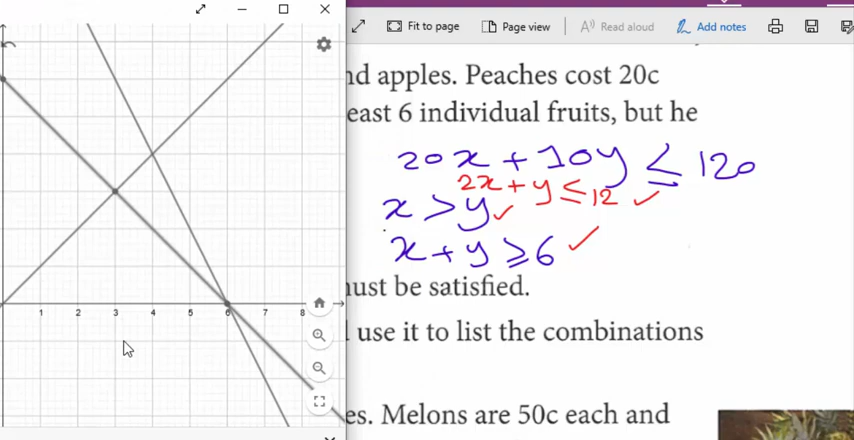 Fit to page Page view Read aloud Add notes
nd apples. Peaches cost 20c
east 6 individual fruits, but he
20x + 10y ≤ 120
2x + y ≤ 12 ✓
x > y ✓
x + y ≥ 6 ✓
1 2 3 4 5 6 7 8
ust be satisfied.
l use it to list the combinations
es. Melons are 50c each and